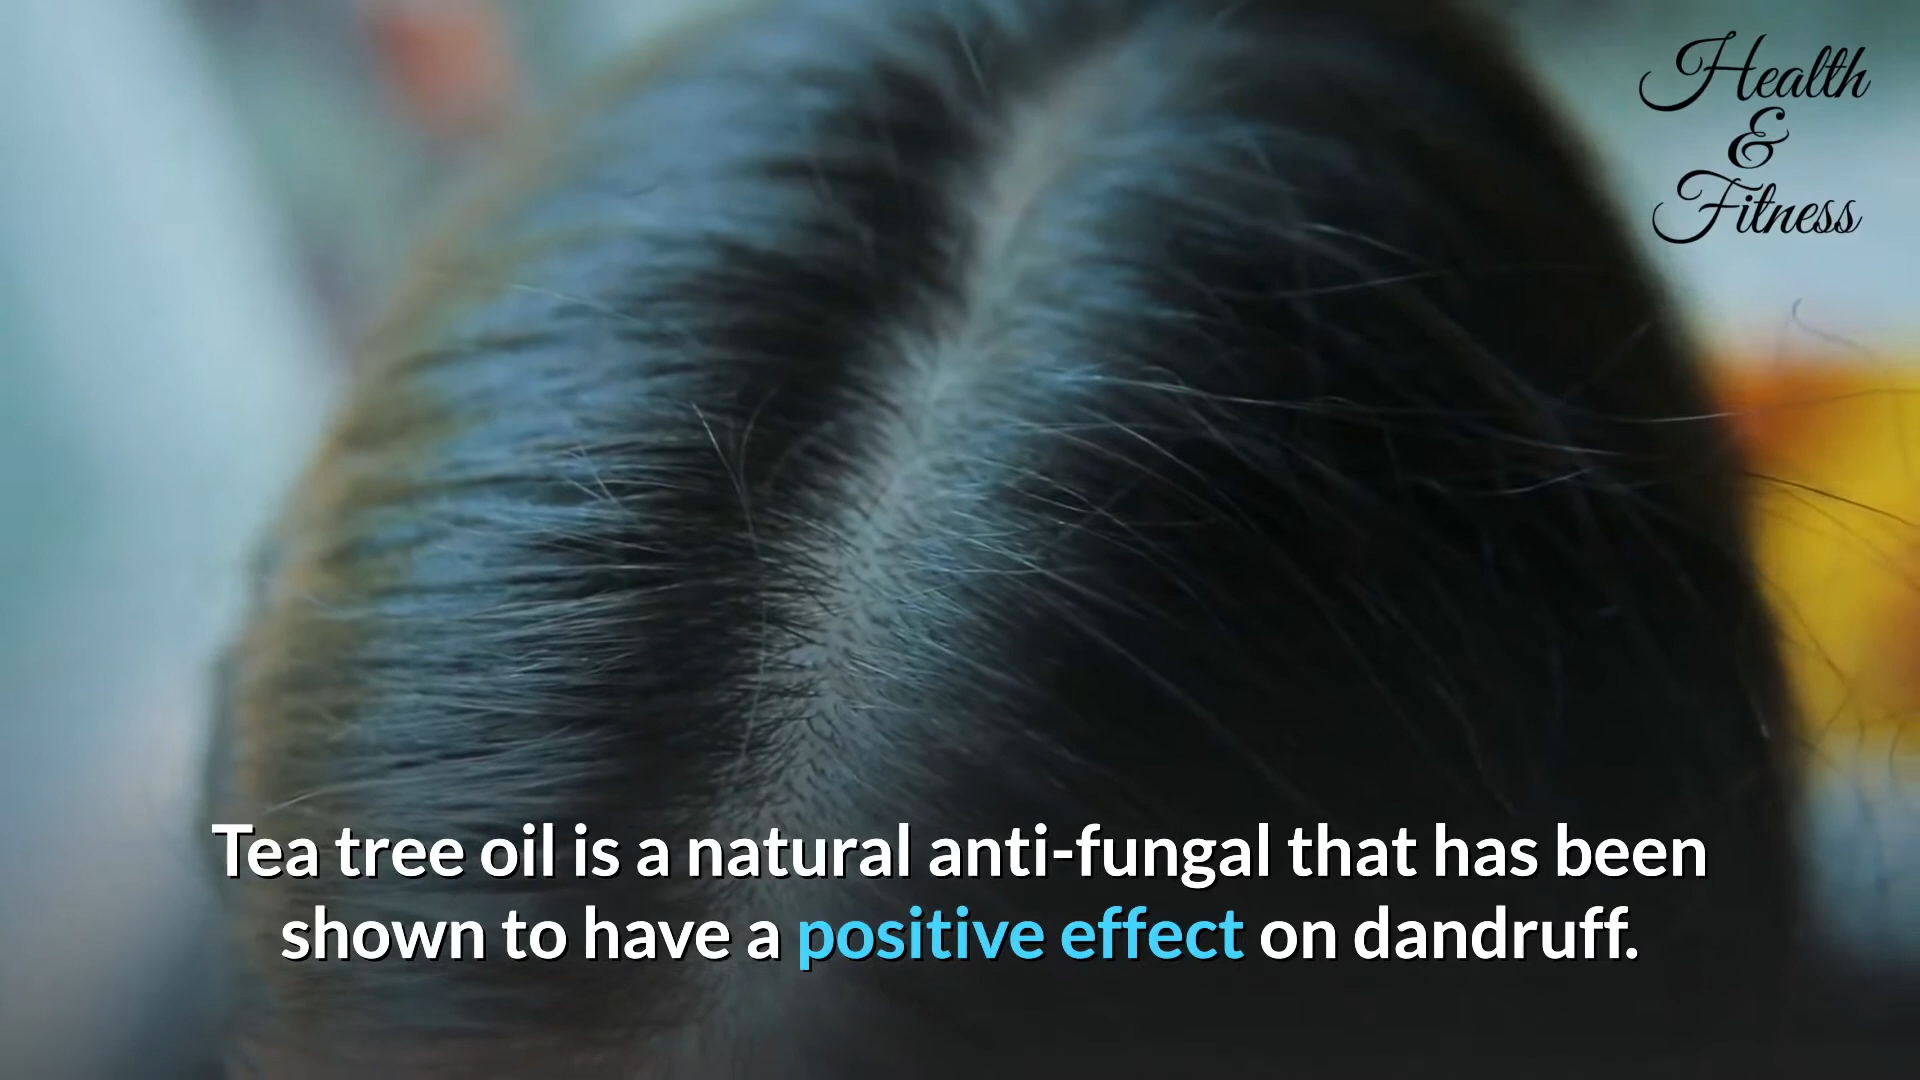 Health
&
Fitness
Tea tree oil is a natural anti-fungal that has been
shown to have a positive effect on dandruff.